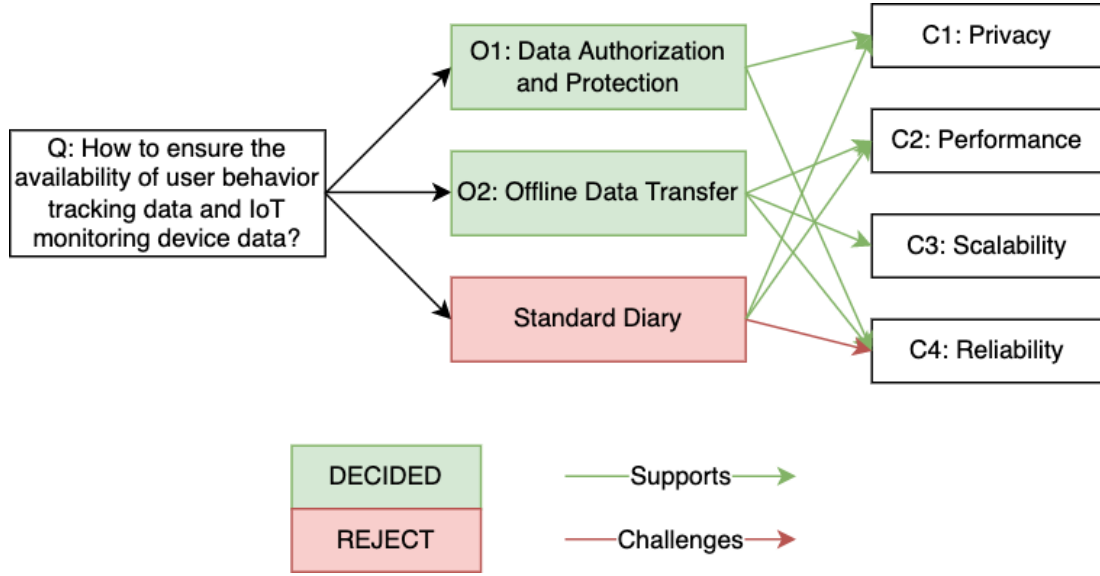 Q: How to ensure the
availability of user behavior
tracking data and IoT
monitoring device data?
O1: Data Authorization
and Protection
O2: Offline Data Transfer
Standard Diary
C1: Privacy
C2: Performance
C3: Scalability
C4: Reliability
DECIDED
REJECT
Supports
Challenges